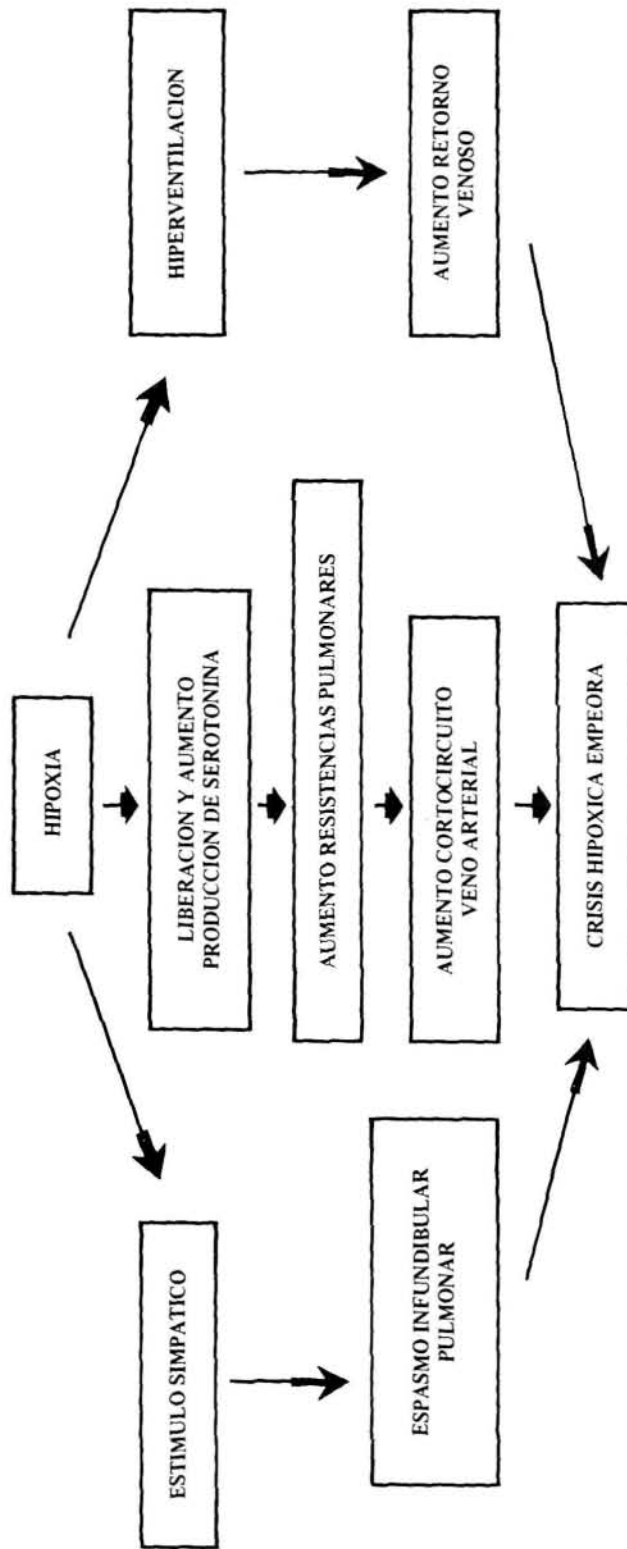 HIPOXIA
ESTIMULO SIMPATICO
LIBERACION Y AUMENTO
PRODUCCION DE SEROTONINA
HIPERVENTILACION
AUMENTO RESISTENCIAS PULMONARES
ESPASMO INFUNDIBULAR
PULMONAR
AUMENTO CORTOCIRCUITO
VENO ARTERIAL
AUMENTO RETORNO
VENOSO
CRISIS HIPOXICA EMPEORA